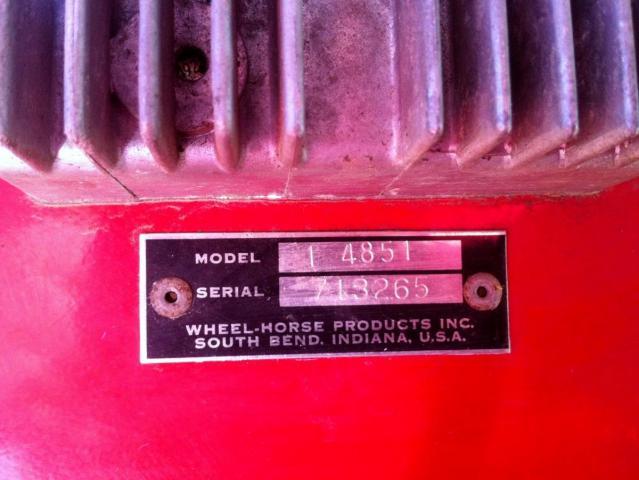 MODEL 1 4851
SERIAL 713265
WHEEL-HORSE PRODUCTS INC.
SOUTH BEND, INDIANA, U.S.A.